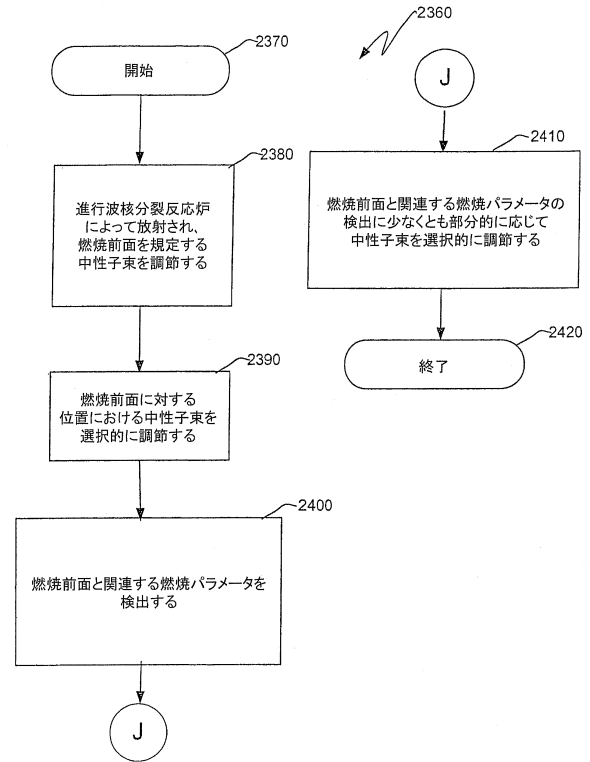 2360
2370
開始
2380
進行波核分裂反応炉
によって放射され、
燃焼前面を規定する
中性子束を調節する
2390
燃焼前面に対する
位置における中性子束を
選択的に調節する
2400
燃焼前面と関連する燃焼パラメータを
検出する
J
J
2410
燃焼前面と関連する燃焼パラメータの
検出に少なくとも部分的に応じて
中性子束を選択的に調節する
2420
終了